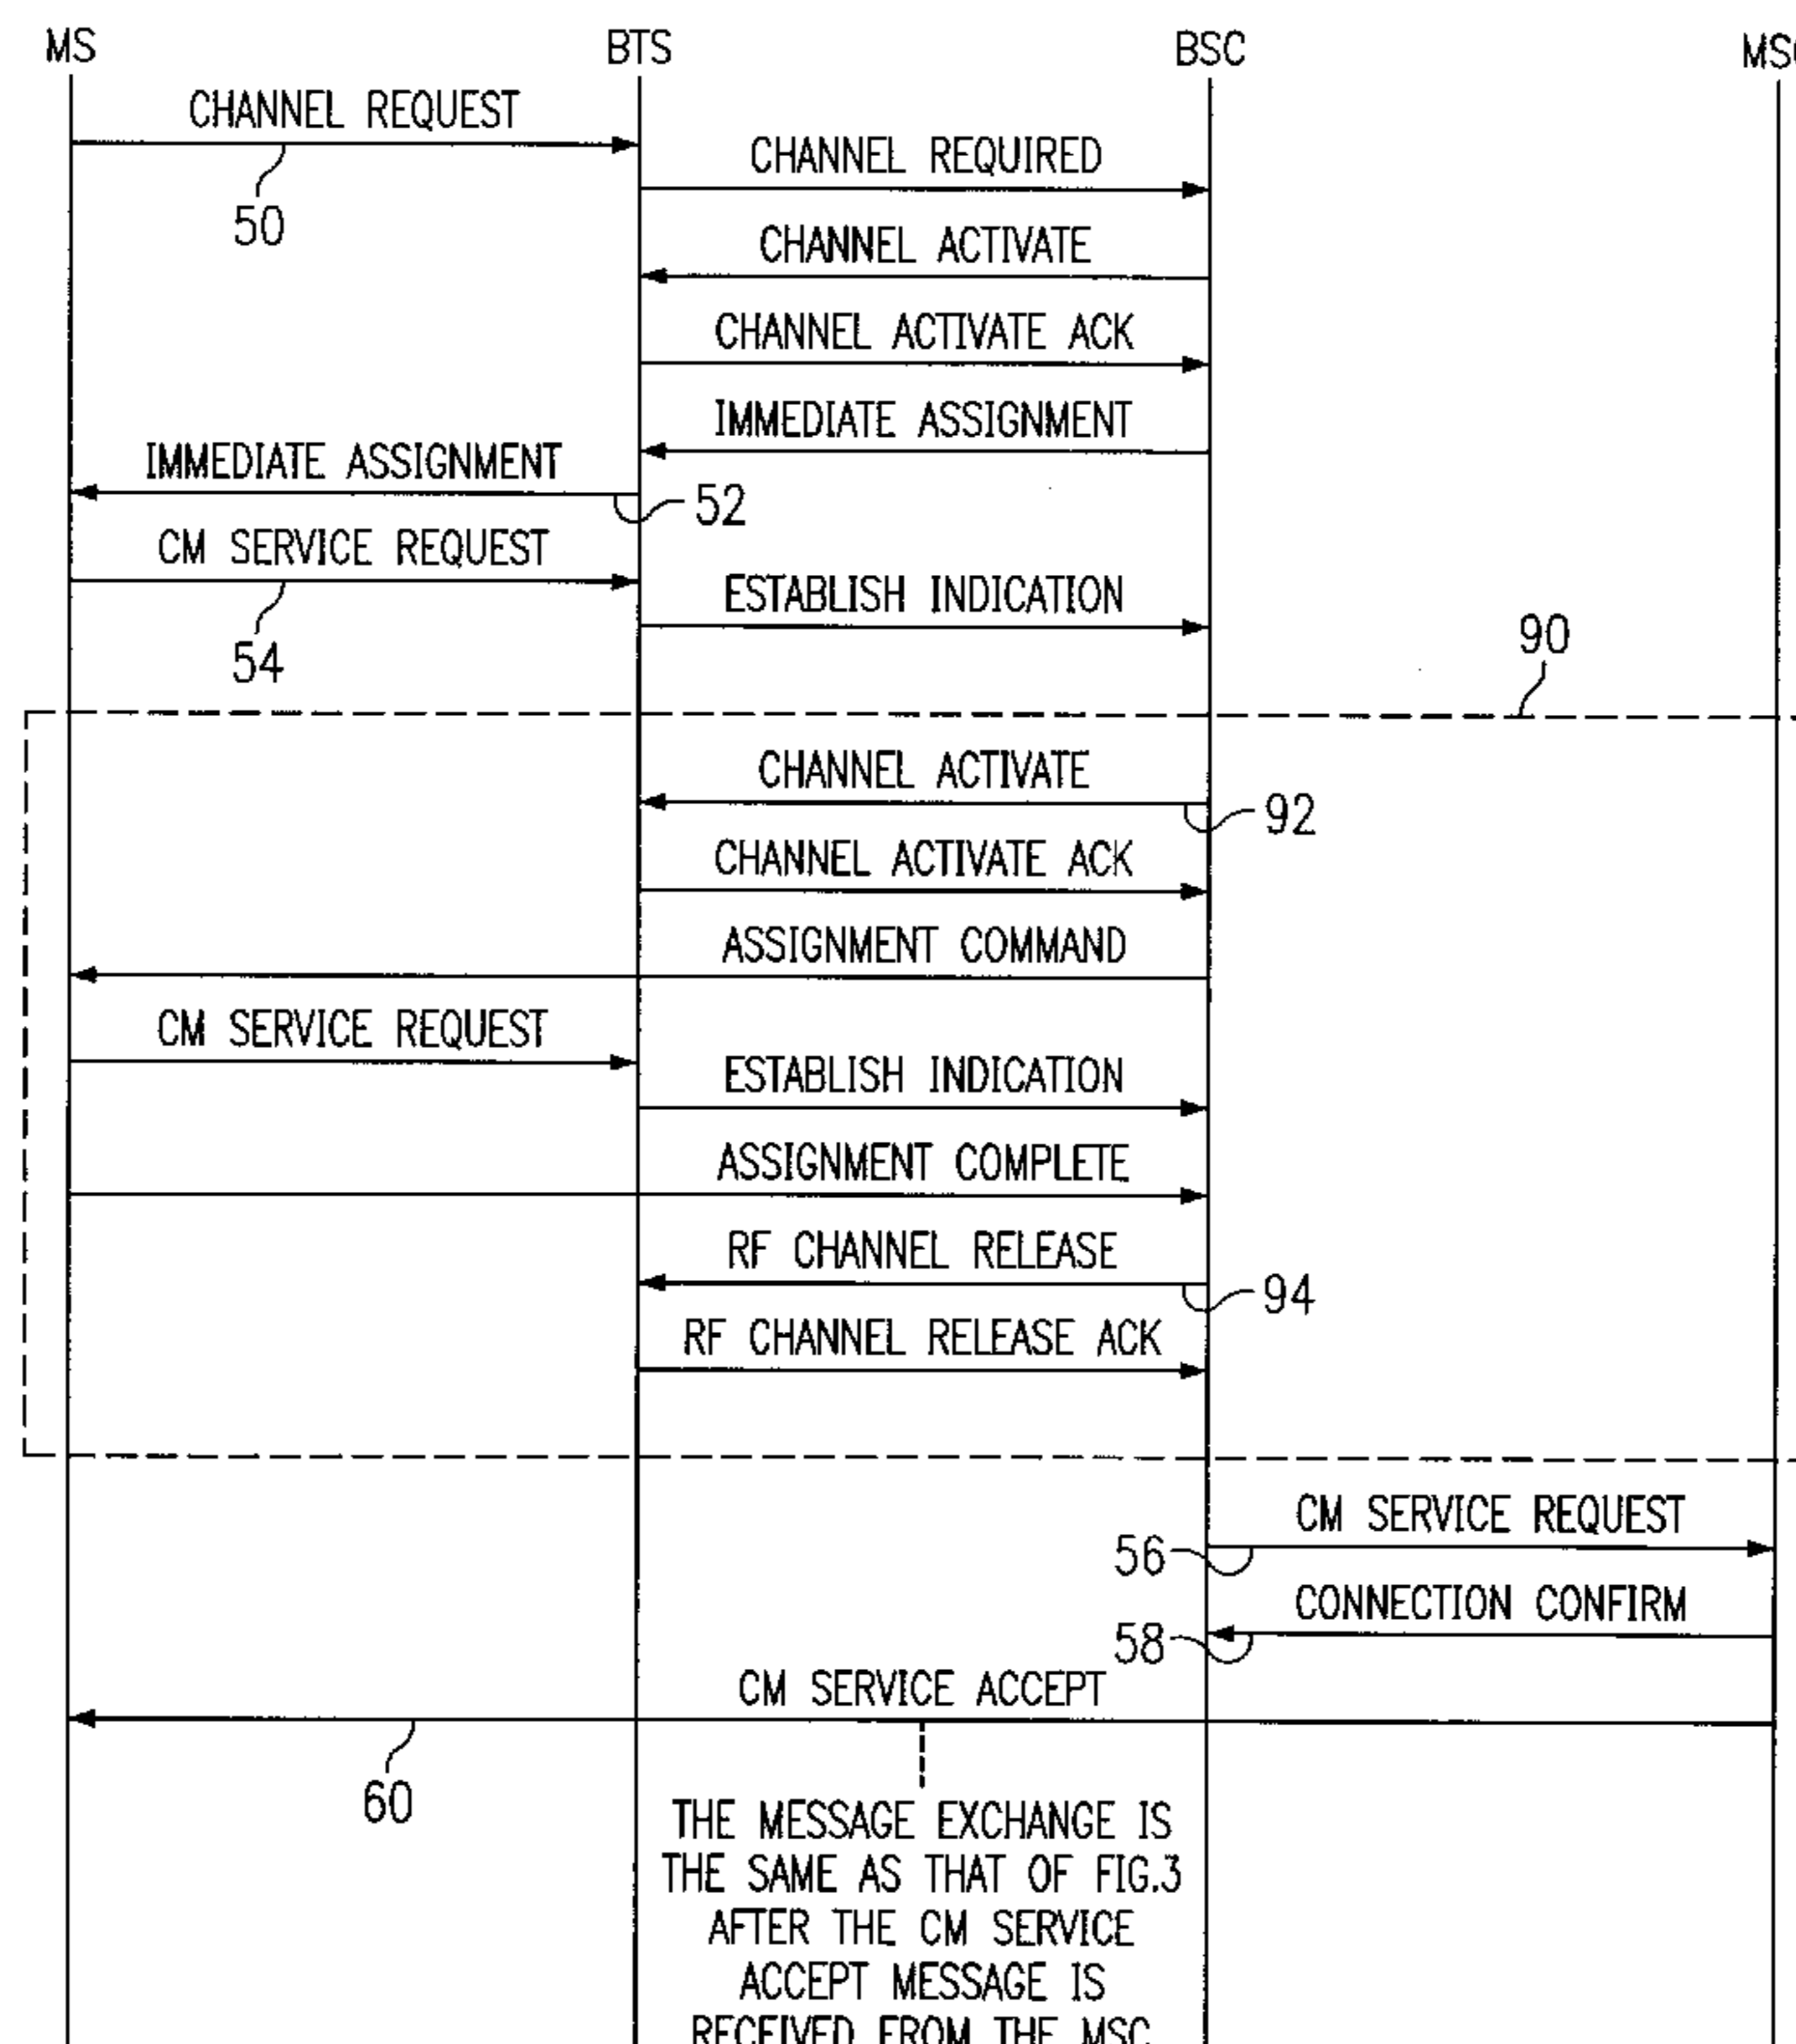 MS BTS BSC MSC
CHANNEL REQUEST
CHANNEL REQUIRED
50
CHANNEL ACTIVATE
CHANNEL ACTIVATE ACK
IMMEDIATE ASSIGNMENT
IMMEDIATE ASSIGNMENT
52
CM SERVICE REQUEST
ESTABLISH INDICATION
54
90
CHANNEL ACTIVATE
92
CHANNEL ACTIVATE ACK
ASSIGNMENT COMMAND
CM SERVICE REQUEST
ESTABLISH INDICATION
ASSIGNMENT COMPLETE
RF CHANNEL RELEASE
94
RF CHANNEL RELEASE ACK
CM SERVICE REQUEST
56
CONNECTION CONFIRM
58
CM SERVICE ACCEPT
60
THE MESSAGE EXCHANGE IS
THE SAME AS THAT OF FIG.3
AFTER THE CM SERVICE
ACCEPT MESSAGE IS
RECEIVED FROM THE MSC